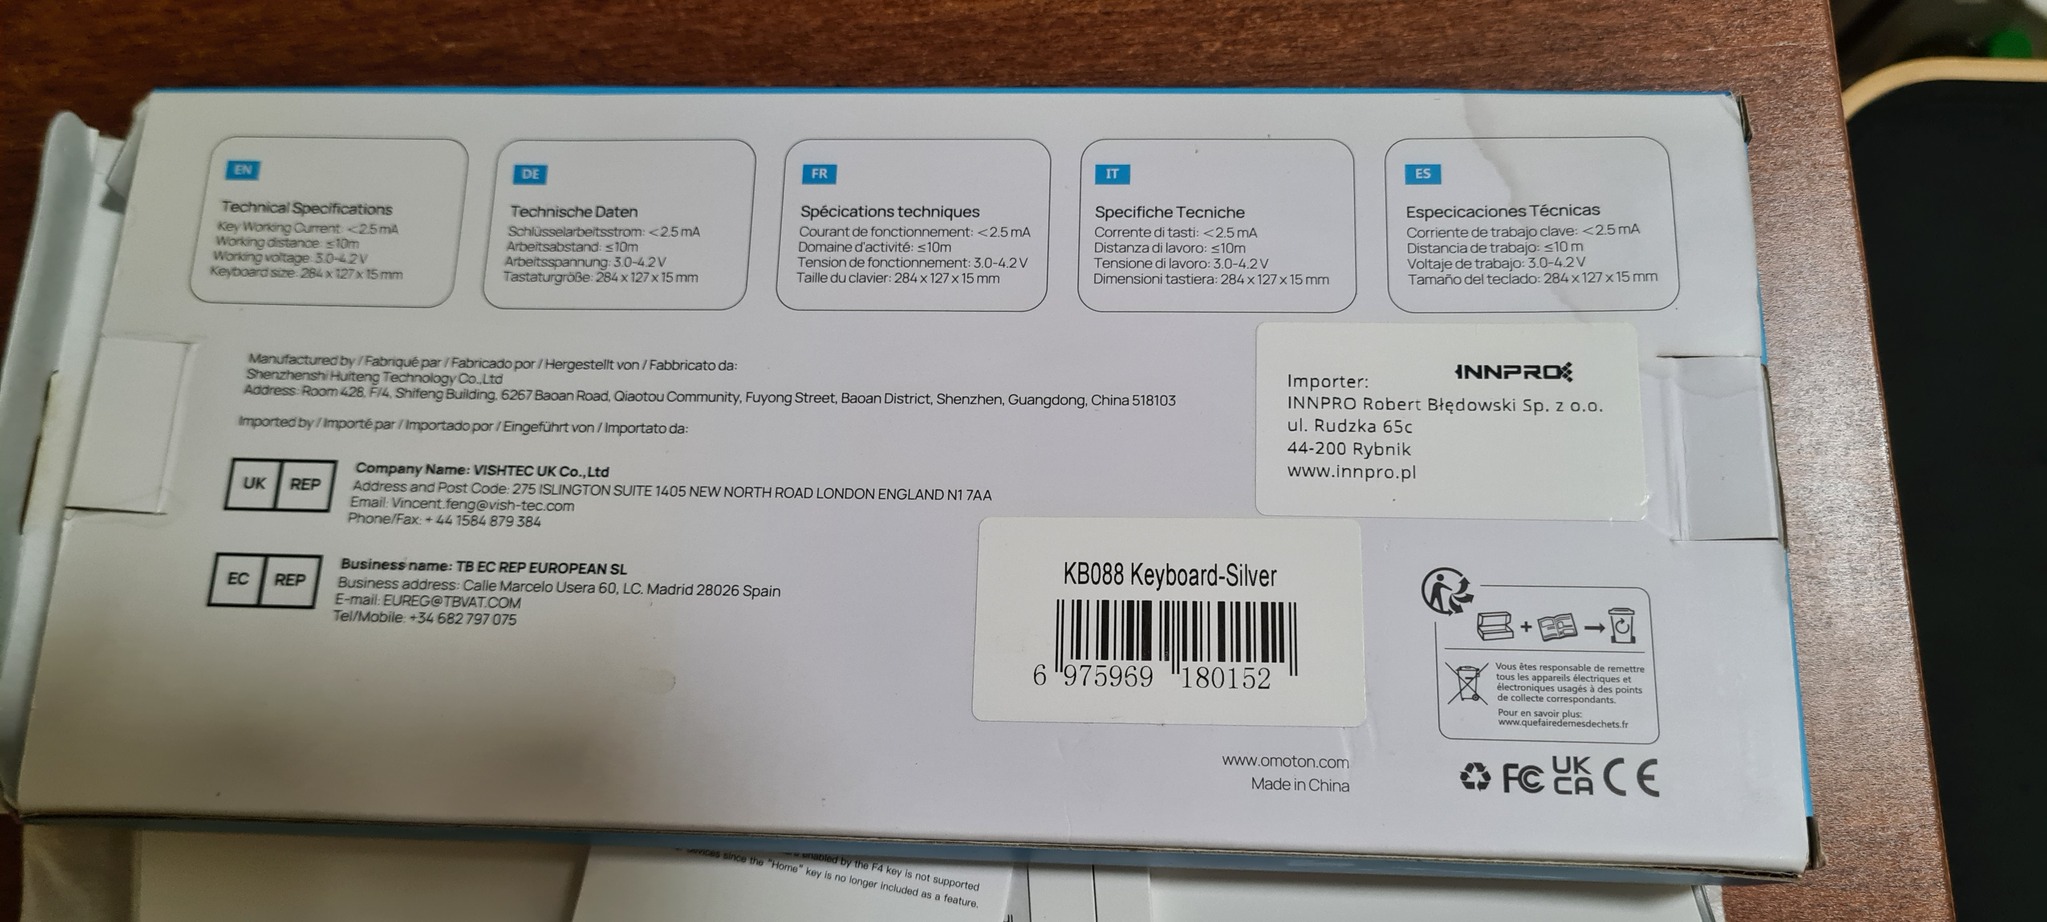 EN
Technical Specifications
Key Working Current: <2.5 mA
Working distance: ≤10m
Working voltage: 3.0-4.2 V
Keyboard size: 284 x 127 x 15 mm
DE
Technische Daten
Schlüsselarbeitsstrom: <2.5 mA
Arbeitsabstand: ≤10m
Arbeitsspannung: 3.0-4.2 V
Tastaturgröße: 284 x 127 x 15 mm
FR
Spécications techniques
Courant de fonctionnement: <2.5 mA
Domaine d'activité: ≤10m
Tension de fonctionnement: 3.0-4.2 V
Taille du clavier: 284 x 127 x 15 mm
IT
Specifiche Tecniche
Corrente di tasti: <2.5 mA
Distanza di lavoro: ≤10m
Tensione di lavoro: 3.0-4.2 V
Dimensioni tastiera: 284 x 127 x 15 mm
ES
Especicaciones Técnicas
Corriente de trabajo clave: <2.5 mA
Distancia de trabajo: ≤10 m
Voltaje de trabajo: 3.0-4.2 V
Tamaño del teclado: 284 x 127 x 15 mm
Manufactured by / Fabriqué par / Fabricado por / Hergestellt von / Fabbricato da:
Shenzhenshi Huiteng Technology Co.,Ltd
Address: Room 428, F/4, Shifeng Building, 6267 Baoan Road, Qiaotou Community, Fuyong Street, Baoan District, Shenzhen, Guangdong, China 518103
Imported by / Importé par / Importado por / Eingeführt von / Importato da:
UK REP
Company Name: VISHTEC UK Co.,Ltd
Address and Post Code: 275 ISLINGTON SUITE 1405 NEW NORTH ROAD LONDON ENGLAND N1 7AA
Email: Vincent.feng@vish-tec.com
Phone/Fax: + 44 1584 879 384
EC REP
Business name: TB EC REP EUROPEAN SL
Business address: Calle Marcelo Usera 60, LC. Madrid 28026 Spain
E-mail: EUREG@TBVAT.COM
Tel/Mobile: +34 682 797 075
INNPRO
Importer:
INNPRO Robert Błędowski Sp. z o.o.
ul. Rudzka 65c
44-200 Rybnik
www.innpro.pl
KB088 Keyboard-Silver
6 975969 180152
Vous êtes responsable de remettre
tous les appareils électriques et
électroniques usagés à des points
de collecte correspondants.
Pour en savoir plus:
www.quefairedemesdechets.fr
www.omoton.com
Made in China
FC UK CA CE
enabled by the F4 key is not supported
devices since the "Home" key is no longer included as a feature.